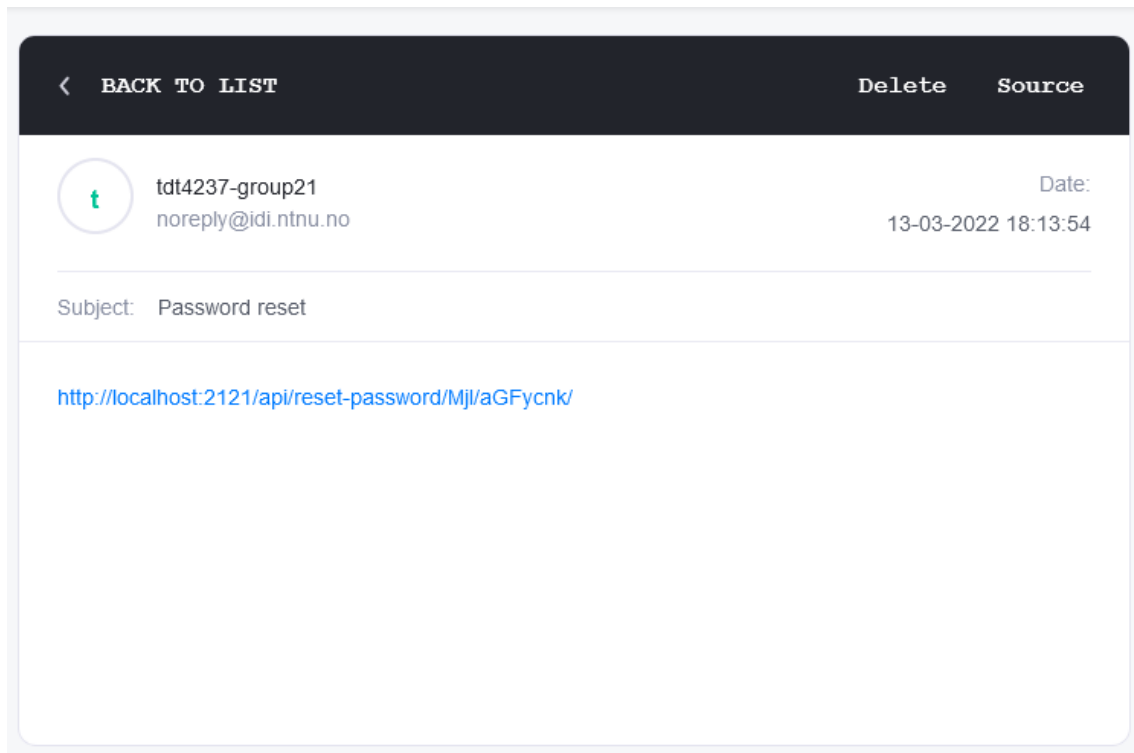 BACK TO LIST
Delete Source
t
tdt4237-group21
noreply@idi.ntnu.no
Date:
13-03-2022 18:13:54
Subject: Password reset
http://localhost:2121/api/reset-password/MjI/aGFycnk/